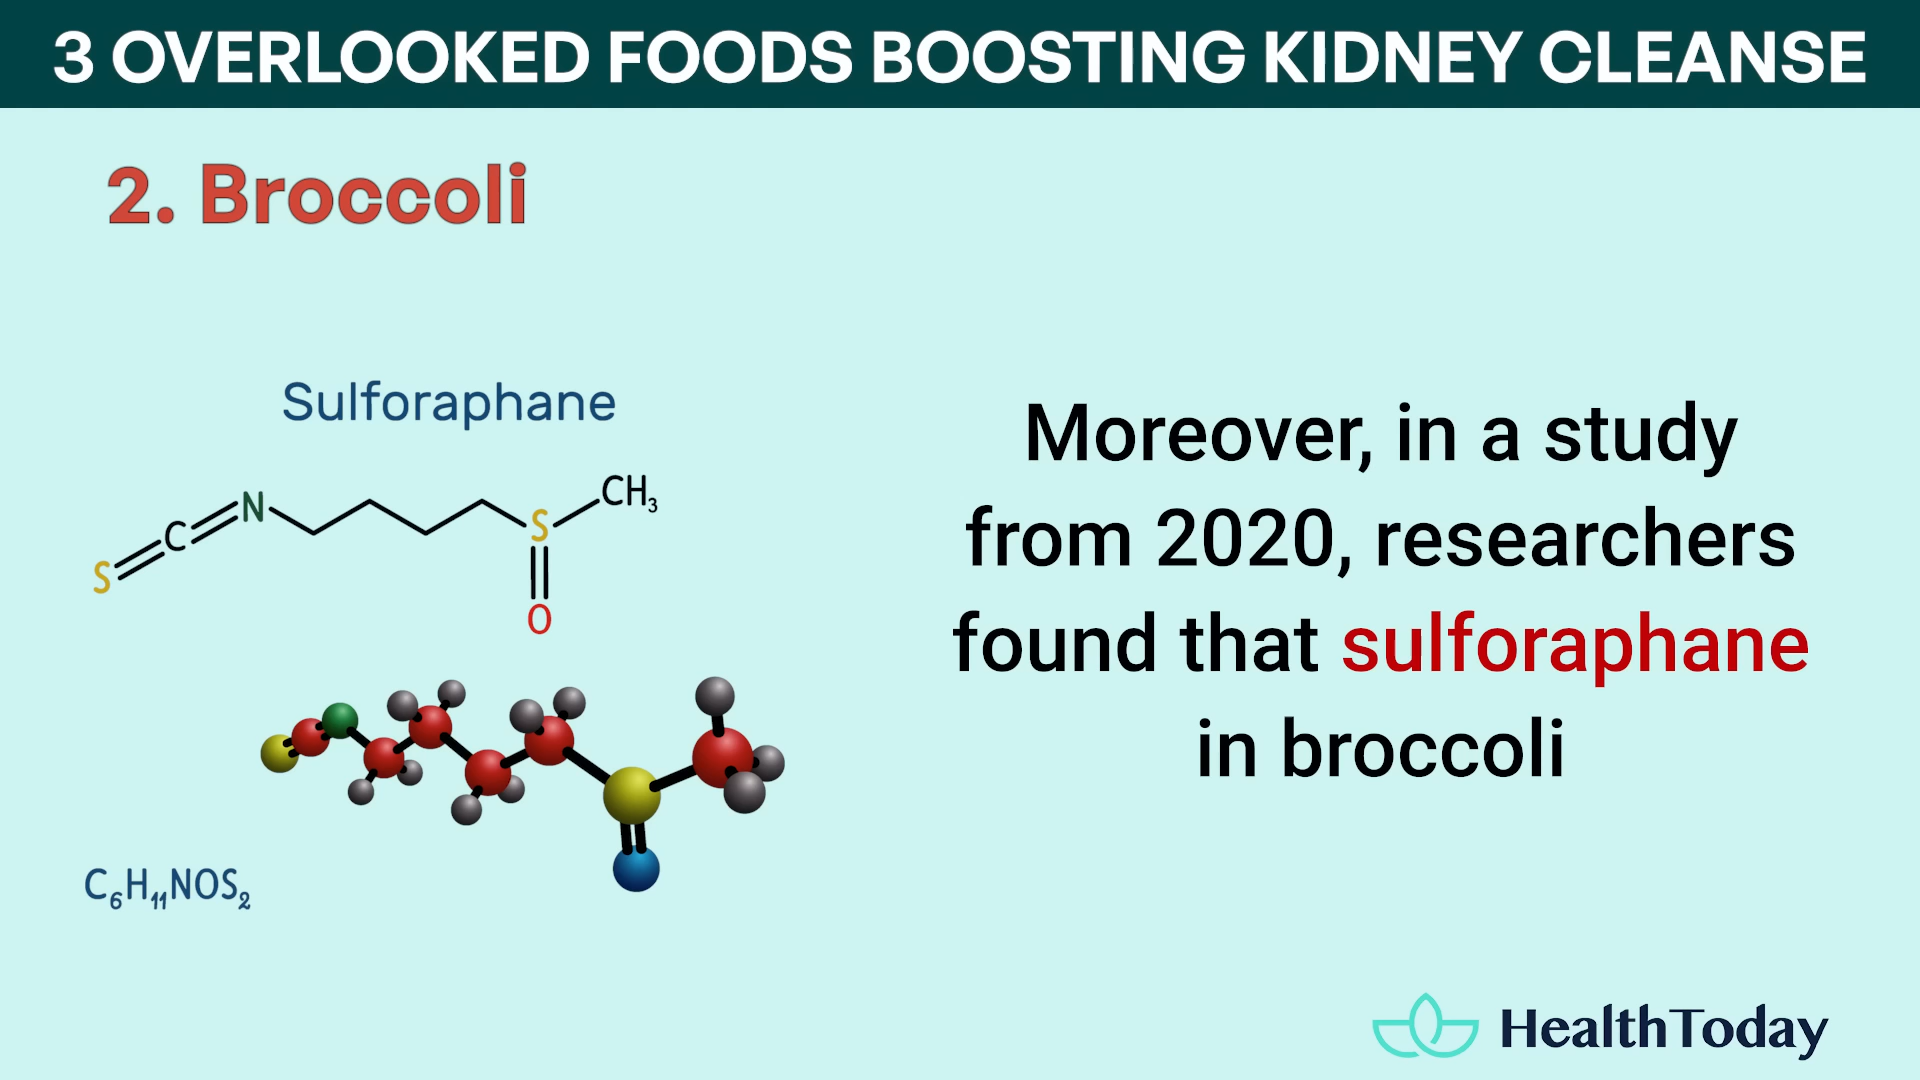 3 OVERLOOKED FOODS BOOSTING KIDNEY CLEANSE
2. Broccoli
Sulforaphane
S C N S CH₃
O
C₆H₁₁NOS₂
Moreover, in a study
from 2020, researchers
found that sulforaphane
in broccoli
HealthToday